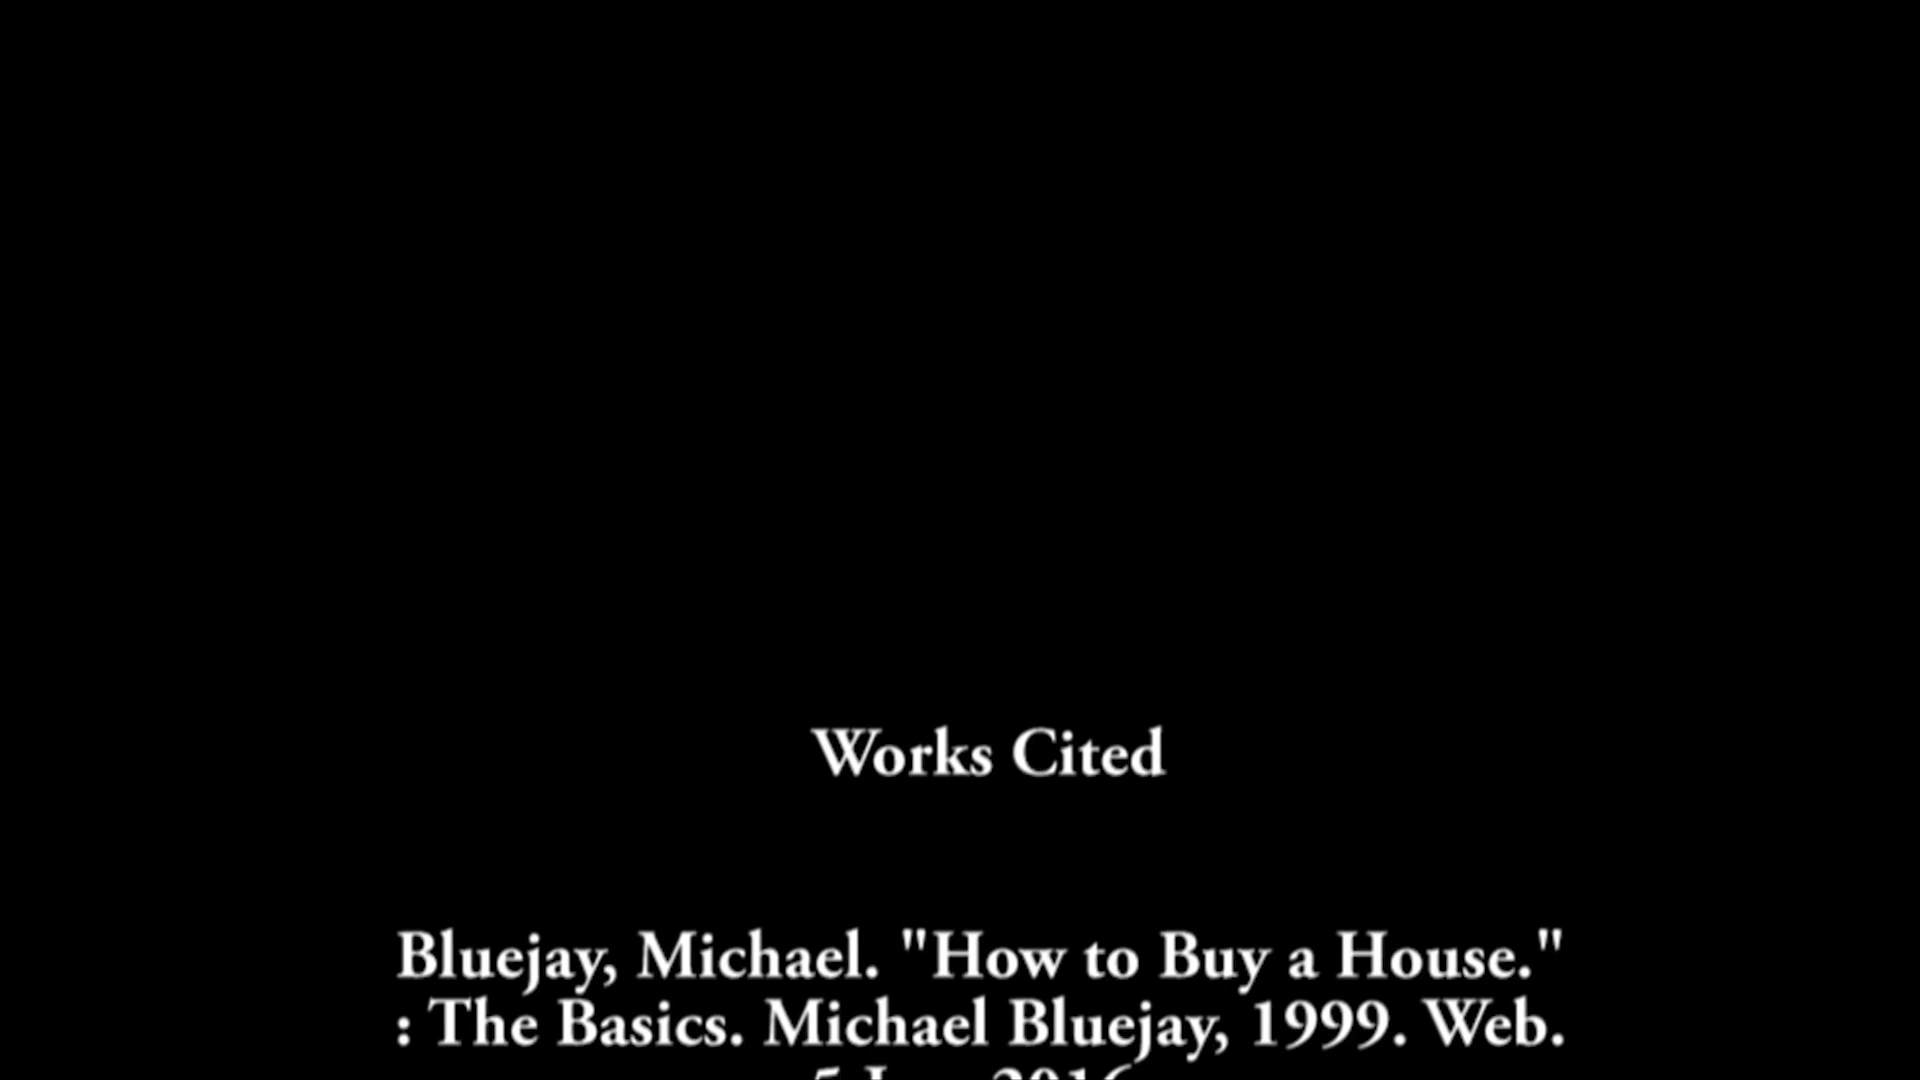 Works Cited
Bluejay, Michael. "How to Buy a House."
: The Basics. Michael Bluejay, 1999. Web.